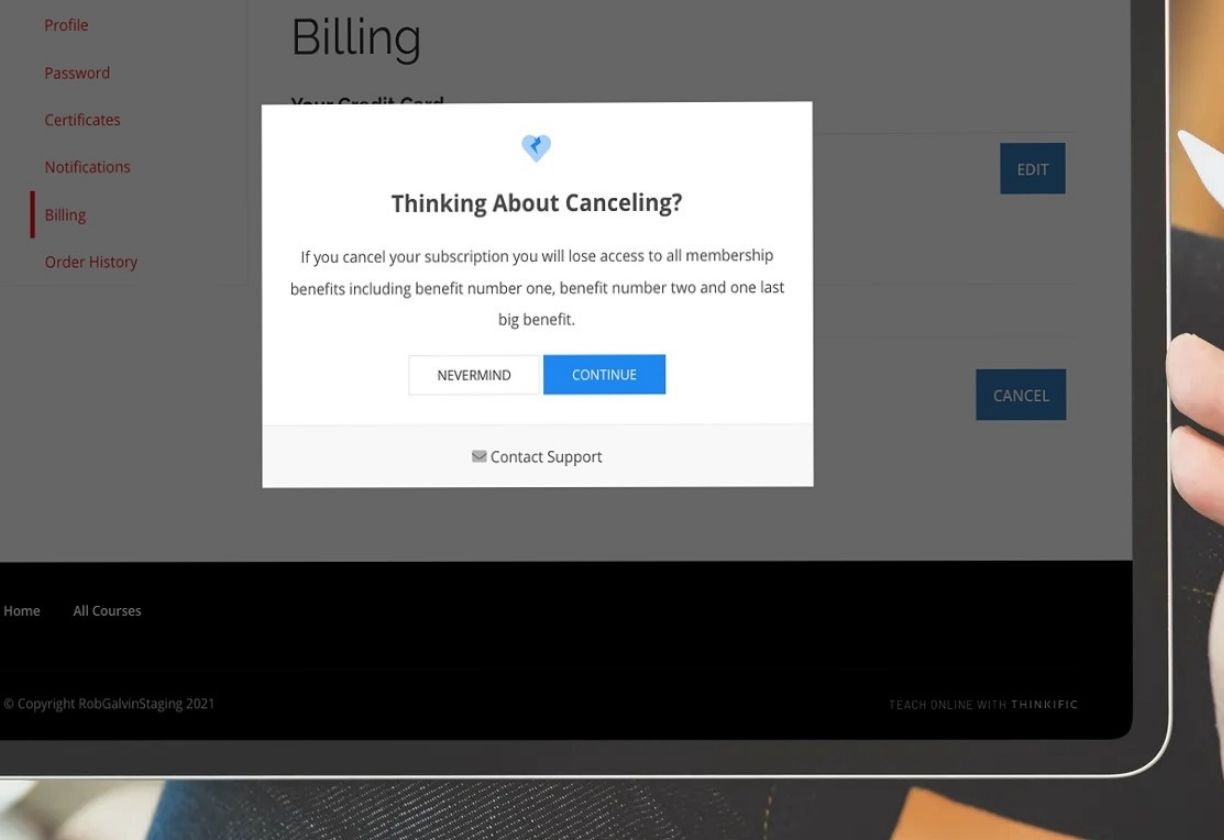 Profile
Password
Certificates
Notifications
Billing
Order History
Billing
Your Credit Card
EDIT
Thinking About Canceling?
If you cancel your subscription you will lose access to all membership
benefits including benefit number one, benefit number two and one last
big benefit.
NEVERMIND CONTINUE
CANCEL
Contact Support
Home All Courses
© Copyright RobGalvinStaging 2021
TEACH ONLINE WITH THINKIFIC